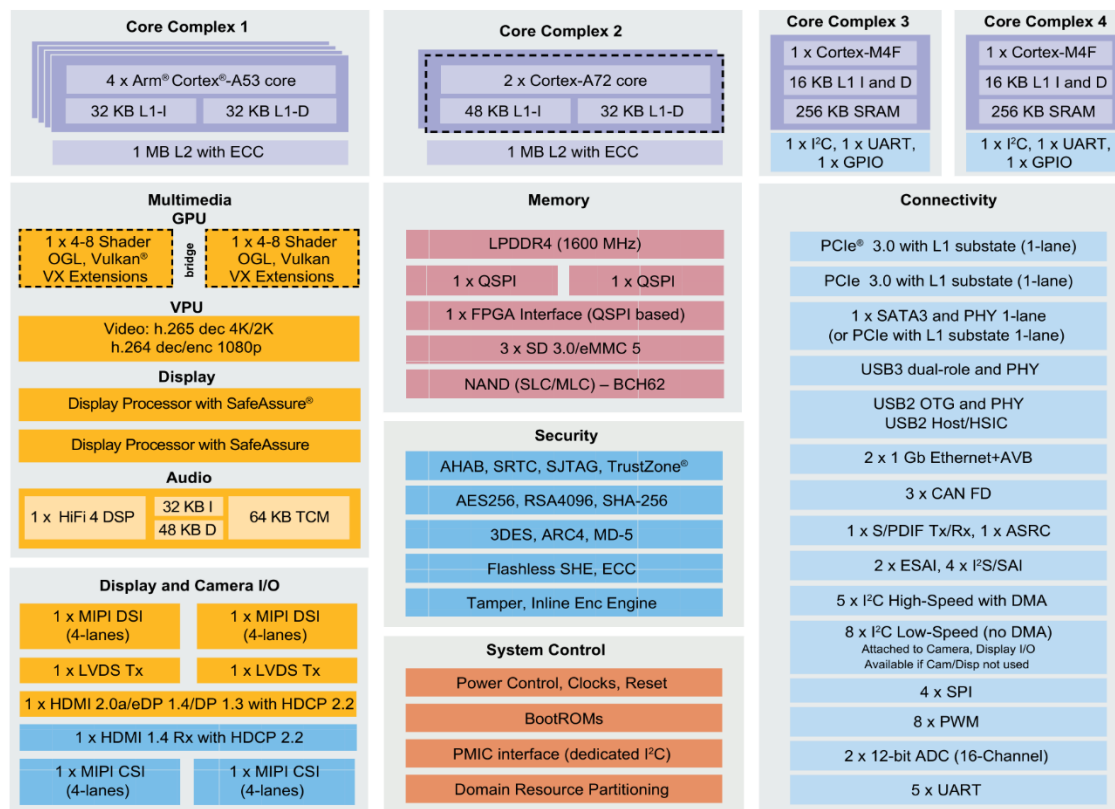 Core Complex 1
4 x Arm® Cortex®-A53 core
32 KB L1-I
32 KB L1-D
1 MB L2 with ECC
Core Complex 2
2 x Cortex-A72 core
48 KB L1-I
32 KB L1-D
1 MB L2 with ECC
Core Complex 3
1 x Cortex-M4F
16 KB L1 I and D
256 KB SRAM
1 x I²C, 1 x UART,
1 x GPIO
Core Complex 4
1 x Cortex-M4F
16 KB L1 I and D
256 KB SRAM
1 x I²C, 1 x UART,
1 x GPIO
Multimedia
GPU
1 x 4-8 Shader
OGL, Vulkan®
VX Extensions
bridge
1 x 4-8 Shader
OGL, Vulkan
VX Extensions
VPU
Video: h.265 dec 4K/2K
h.264 dec/enc 1080p
Display
Display Processor with SafeAssure®
Display Processor with SafeAssure
Audio
1 x HiFi 4 DSP
32 KB I
48 KB D
64 KB TCM
Display and Camera I/O
1 x MIPI DSI
(4-lanes)
1 x MIPI DSI
(4-lanes)
1 x LVDS Tx
1 x LVDS Tx
1 x HDMI 2.0a/eDP 1.4/DP 1.3 with HDCP 2.2
1 x HDMI 1.4 Rx with HDCP 2.2
1 x MIPI CSI
(4-lanes)
1 x MIPI CSI
(4-lanes)
Memory
LPDDR4 (1600 MHz)
1 x QSPI
1 x QSPI
1 x FPGA Interface (QSPI based)
3 x SD 3.0/eMMC 5
NAND (SLC/MLC) – BCH62
Security
AHAB, SRTC, SJTAG, TrustZone®
AES256, RSA4096, SHA-256
3DES, ARC4, MD-5
Flashless SHE, ECC
Tamper, Inline Enc Engine
System Control
Power Control, Clocks, Reset
BootROMs
PMIC interface (dedicated I²C)
Domain Resource Partitioning
Connectivity
PCIe® 3.0 with L1 substate (1-lane)
PCIe 3.0 with L1 substate (1-lane)
1 x SATA3 and PHY 1-lane
(or PCIe with L1 substate 1-lane)
USB3 dual-role and PHY
USB2 OTG and PHY
USB2 Host/HSIC
2 x 1 Gb Ethernet+AVB
3 x CAN FD
1 x S/PDIF Tx/Rx, 1 x ASRC
2 x ESAI, 4 x I²S/SAI
5 x I²C High-Speed with DMA
8 x I²C Low-Speed (no DMA)
Attached to Camera, Display I/O
Available if Cam/Disp not used
4 x SPI
8 x PWM
2 x 12-bit ADC (16-Channel)
5 x UART